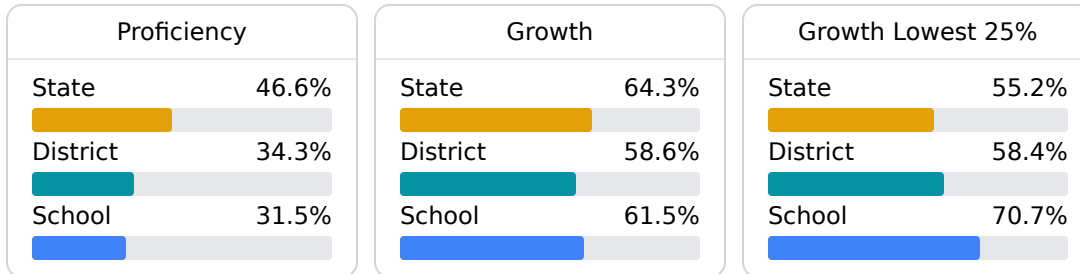 Proficiency
State 46.6%
District 34.3%
School 31.5%
Growth
State 64.3%
District 58.6%
School 61.5%
Growth Lowest 25%
State 55.2%
District 58.4%
School 70.7%